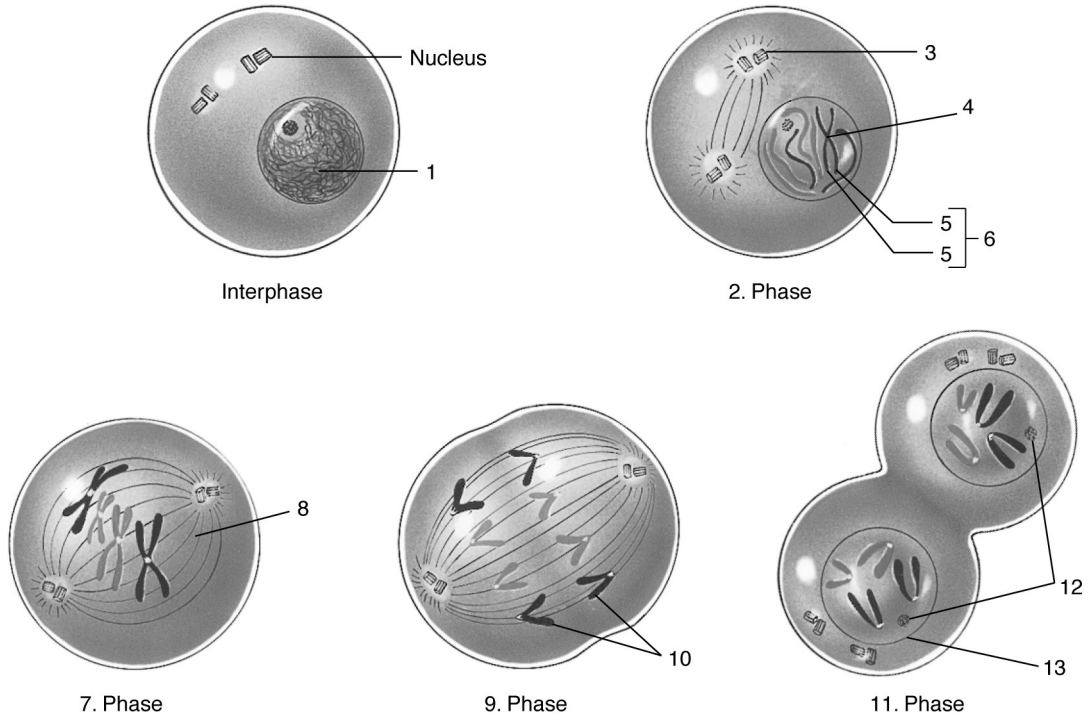 Nucleus
1
Interphase
3
4
5
5
6
2. Phase
8
7. Phase
10
9. Phase
12
13
11. Phase